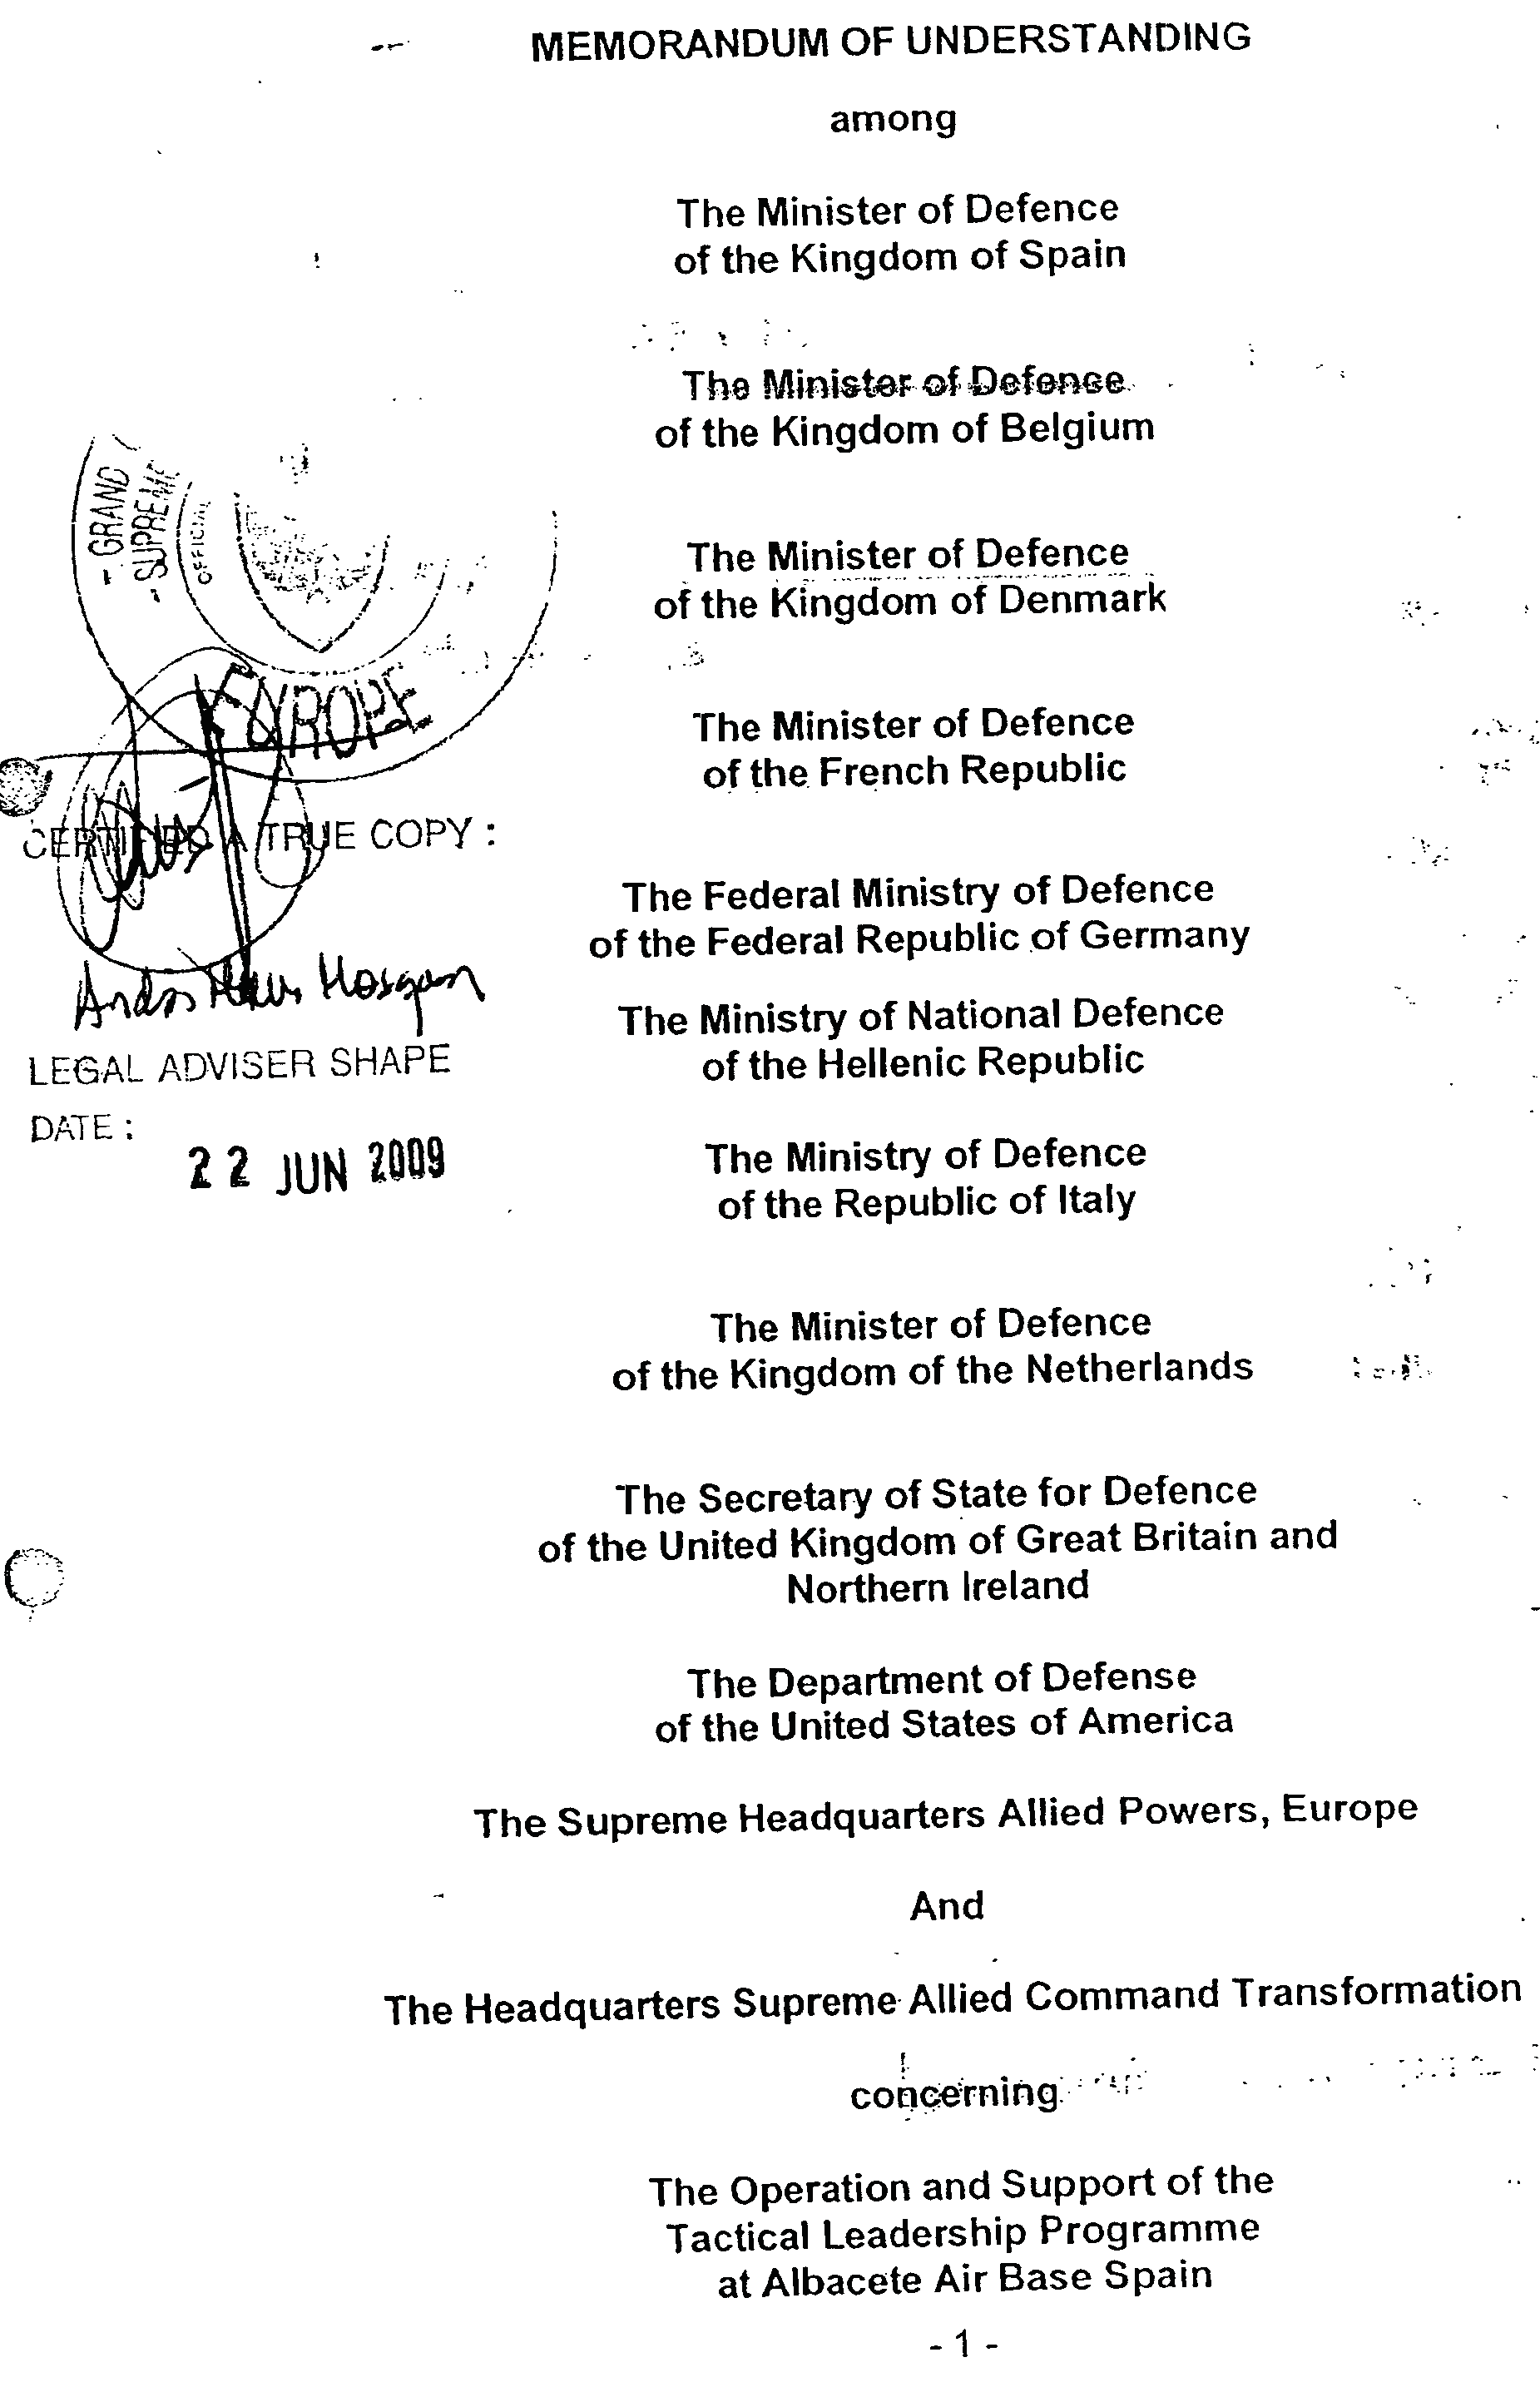 MEMORANDUM OF UNDERSTANDING
among
The Minister of Defence
of the Kingdom of Spain
The Minister of Defence
of the Kingdom of Belgium
The Minister of Defence
of the Kingdom of Denmark
The Minister of Defence
of the French Republic
The Federal Ministry of Defence
of the Federal Republic of Germany
The Ministry of National Defence
of the Hellenic Republic
The Ministry of Defence
of the Republic of Italy
The Minister of Defence
of the Kingdom of the Netherlands
The Secretary of State for Defence
of the United Kingdom of Great Britain and
Northern Ireland
The Department of Defense
of the United States of America
The Supreme Headquarters Allied Powers, Europe
And
The Headquarters Supreme Allied Command Transformation
concerning
The Operation and Support of the
Tactical Leadership Programme
at Albacete Air Base Spain
- 1 -
- GRAND
- SUPREME
OFFICIAL
EUROPE
CERTIFIED A TRUE COPY :
LEGAL ADVISER SHAPE
DATE :
22 JUN 2009